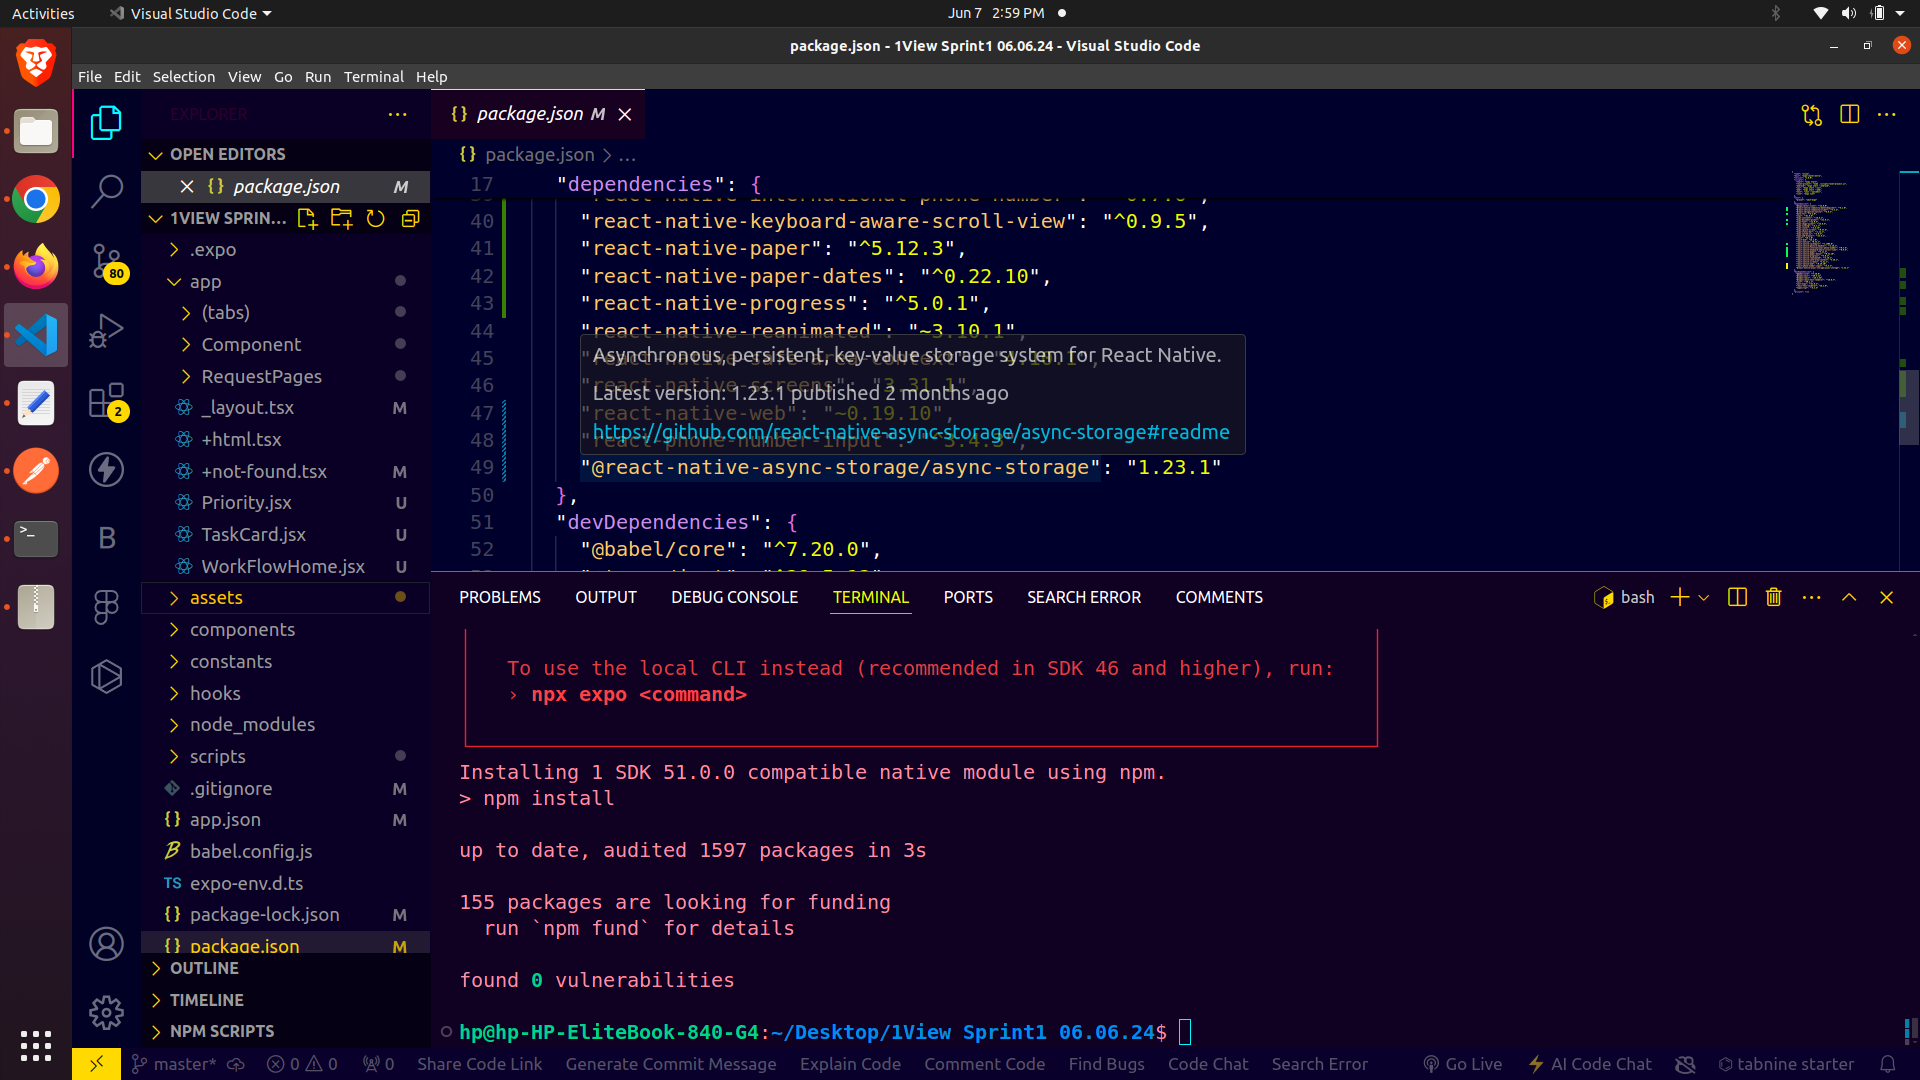 Activities
Visual Studio Code
Jun 7 2:59 PM
package.json - 1View Sprint1 06.06.24 - Visual Studio Code
File Edit Selection View Go Run Terminal Help
EXPLORER
OPEN EDITORS
package.json M
1VIEW SPRIN...
.expo
app
(tabs)
Component
RequestPages
_layout.tsx M
+html.tsx
+not-found.tsx M
Priority.jsx U
TaskCard.jsx U
WorkFlowHome.jsx U
assets
components
constants
hooks
node_modules
scripts
.gitignore M
app.json M
babel.config.js
TS expo-env.d.ts
package-lock.json M
package.json M
OUTLINE
TIMELINE
NPM SCRIPTS
80
2
B
{} package.json M
{} package.json > ...
17 "dependencies": {
40 "react-native-keyboard-aware-scroll-view": "^0.9.5",
41 "react-native-paper": "^5.12.3",
42 "react-native-paper-dates": "^0.22.10",
43 "react-native-progress": "^5.0.1",
44 "react-native-reanimated": "~3.10.1",
45
46 "react-native-screens": "3.31.1",
47 "react-native-web": "~0.19.10",
48 "react-phone-number-input": "^3.4.3",
Asynchronous, persistent, key-value storage system for React Native.
Latest version: 1.23.1 published 2 months ago
https://github.com/react-native-async-storage/async-storage#readme
49 "@react-native-async-storage/async-storage": "1.23.1"
50 },
51 "devDependencies": {
52 "@babel/core": "^7.20.0",
PROBLEMS OUTPUT DEBUG CONSOLE TERMINAL PORTS SEARCH ERROR COMMENTS
bash
To use the local CLI instead (recommended in SDK 46 and higher), run:
› npx expo <command>
Installing 1 SDK 51.0.0 compatible native module using npm.
> npm install
up to date, audited 1597 packages in 3s
155 packages are looking for funding
run `npm fund` for details
found 0 vulnerabilities
hp@hp-HP-EliteBook-840-G4:~/Desktop/1View Sprint1 06.06.24$
master* 0 0 0 Share Code Link Generate Commit Message Explain Code Comment Code Find Bugs Code Chat Search Error Go Live AI Code Chat tabnine starter